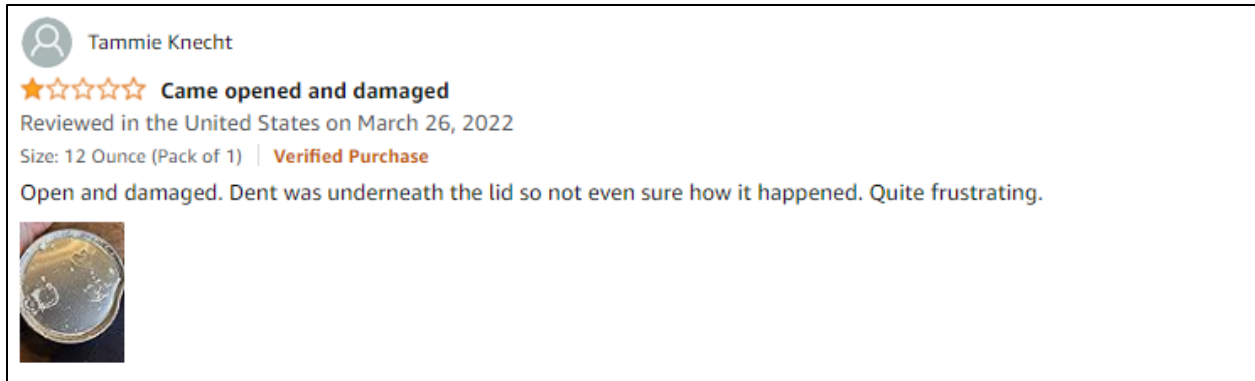 Tammie Knecht
Came opened and damaged
Reviewed in the United States on March 26, 2022
Size: 12 Ounce (Pack of 1) | Verified Purchase
Open and damaged. Dent was underneath the lid so not even sure how it happened. Quite frustrating.